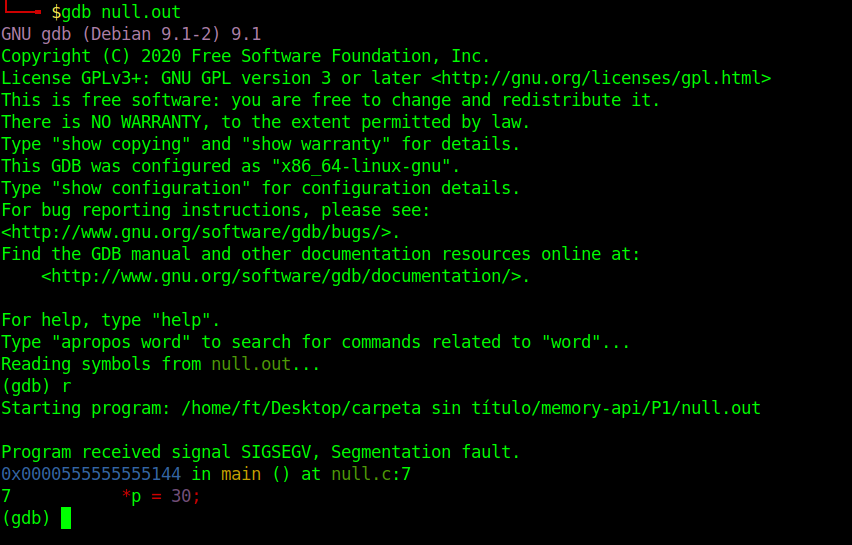 $gdb null.out
GNU gdb (Debian 9.1-2) 9.1
Copyright (C) 2020 Free Software Foundation, Inc.
License GPLv3+: GNU GPL version 3 or later <http://gnu.org/licenses/gpl.html>
This is free software: you are free to change and redistribute it.
There is NO WARRANTY, to the extent permitted by law.
Type "show copying" and "show warranty" for details.
This GDB was configured as "x86_64-linux-gnu".
Type "show configuration" for configuration details.
For bug reporting instructions, please see:
<http://www.gnu.org/software/gdb/bugs/>.
Find the GDB manual and other documentation resources online at:
    <http://www.gnu.org/software/gdb/documentation/>.

For help, type "help".
Type "apropos word" to search for commands related to "word"...
Reading symbols from null.out...
(gdb) r
Starting program: /home/ft/Desktop/carpeta sin título/memory-api/P1/null.out

Program received signal SIGSEGV, Segmentation fault.
0x0000555555555144 in main () at null.c:7
7           *p = 30;
(gdb)